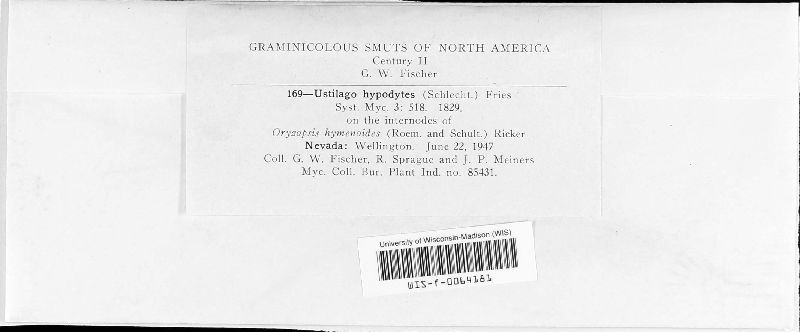 GRAMINICOLOUS SMUTS OF NORTH AMERICA
Century II
G. W. Fischer
169—Ustilago hypodytes (Schlecht.) Fries
Syst. Myc. 3: 518. 1829.
on the internodes of
Oryzopsis hymenoides (Roem. and Schult.) Ricker
Nevada: Wellington. June 22, 1947
Coll. G. W. Fischer, R. Sprague and J. P. Meiners
Myc. Coll. Bur. Plant Ind. no. 85431.
University of Wisconsin-Madison (WIS)
WIS-f-0064161